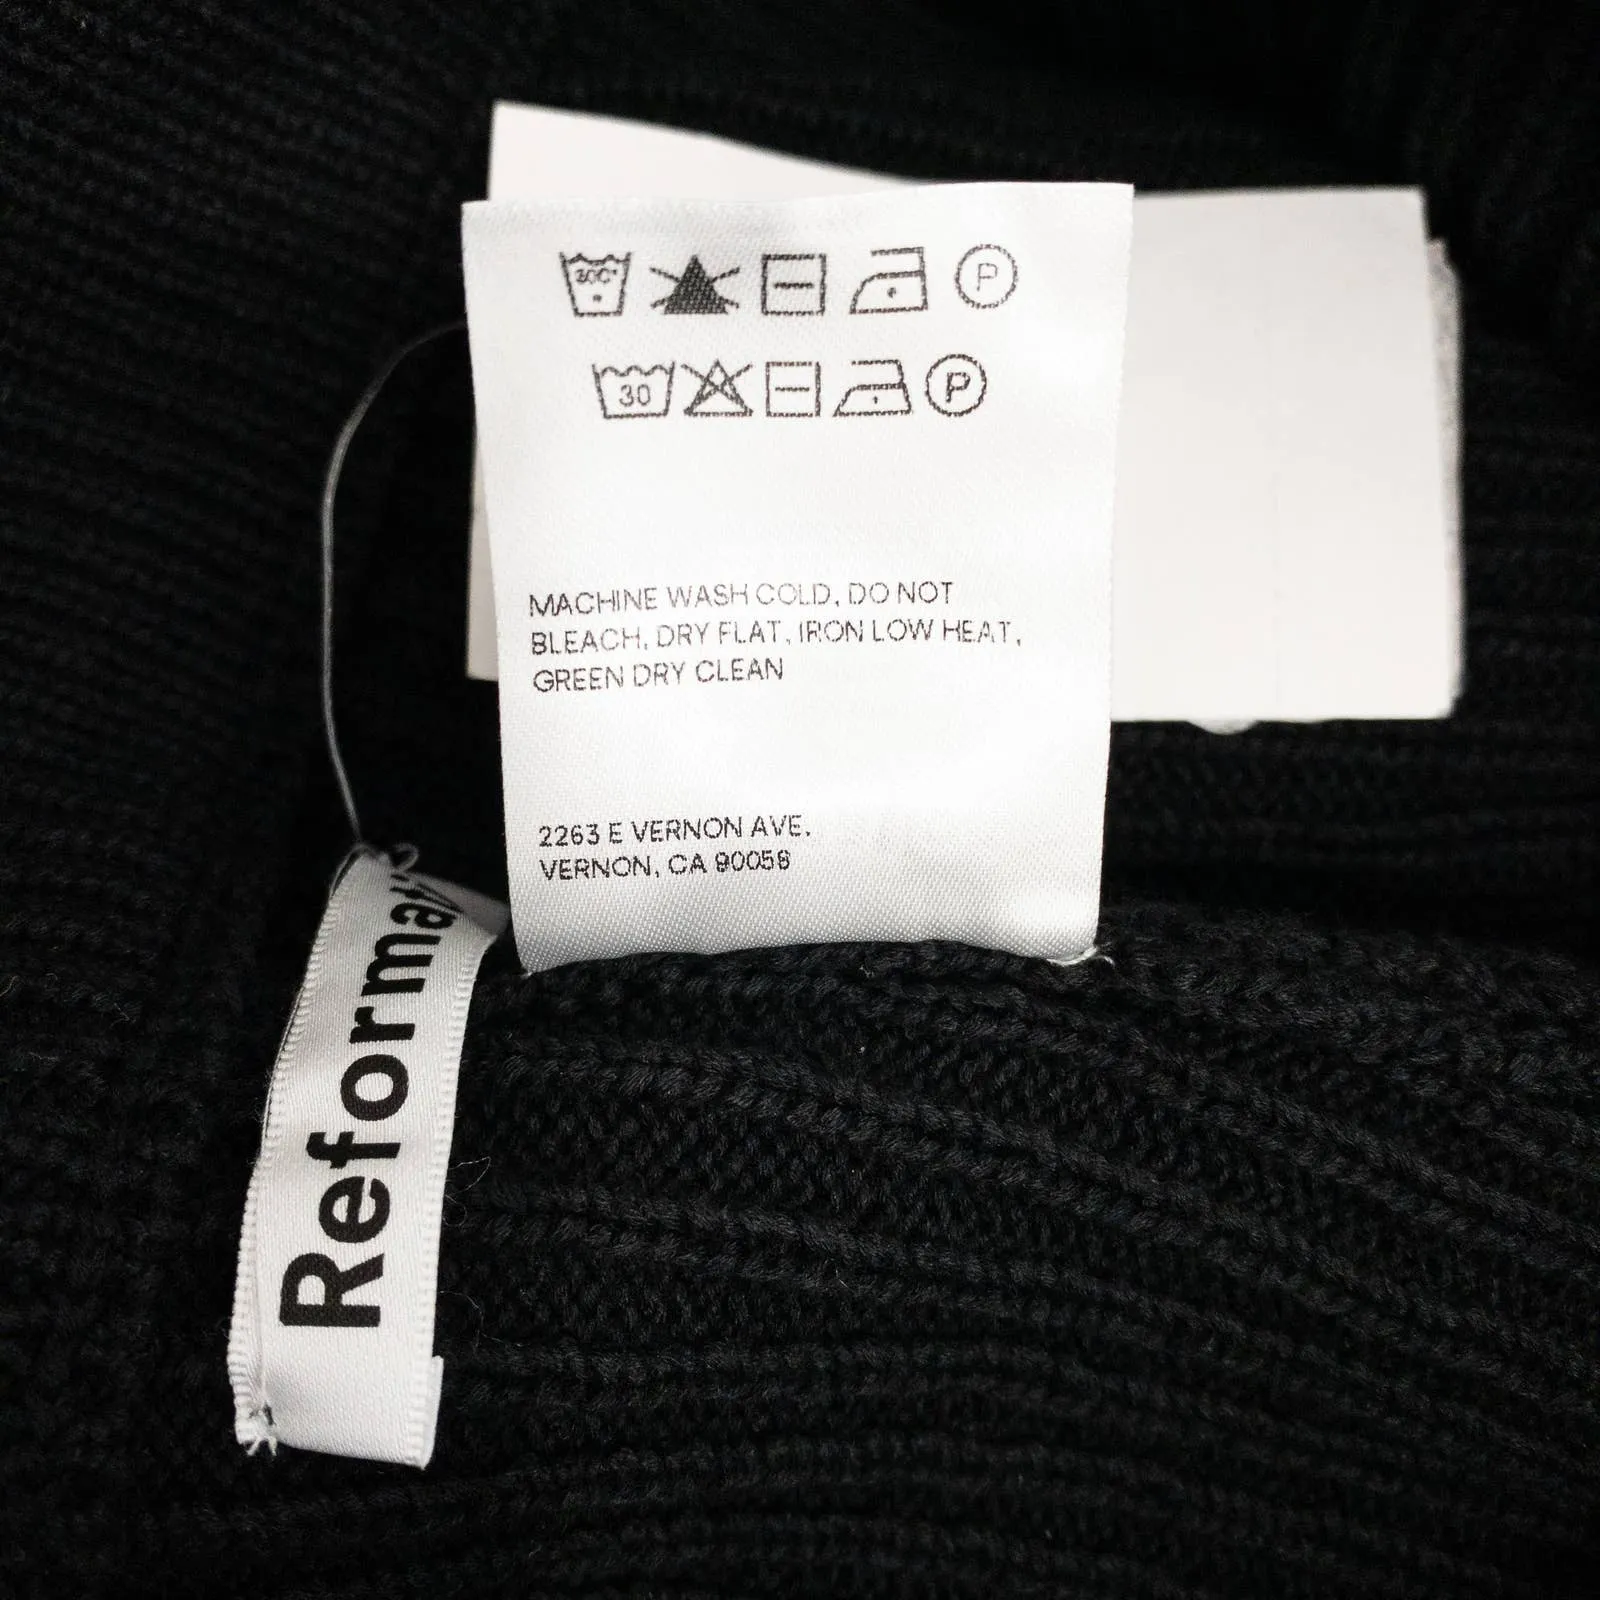 30C°
P
30
P
MACHINE WASH COLD, DO NOT
BLEACH, DRY FLAT, IRON LOW HEAT,
GREEN DRY CLEAN
2263 E VERNON AVE.
VERNON, CA 90058